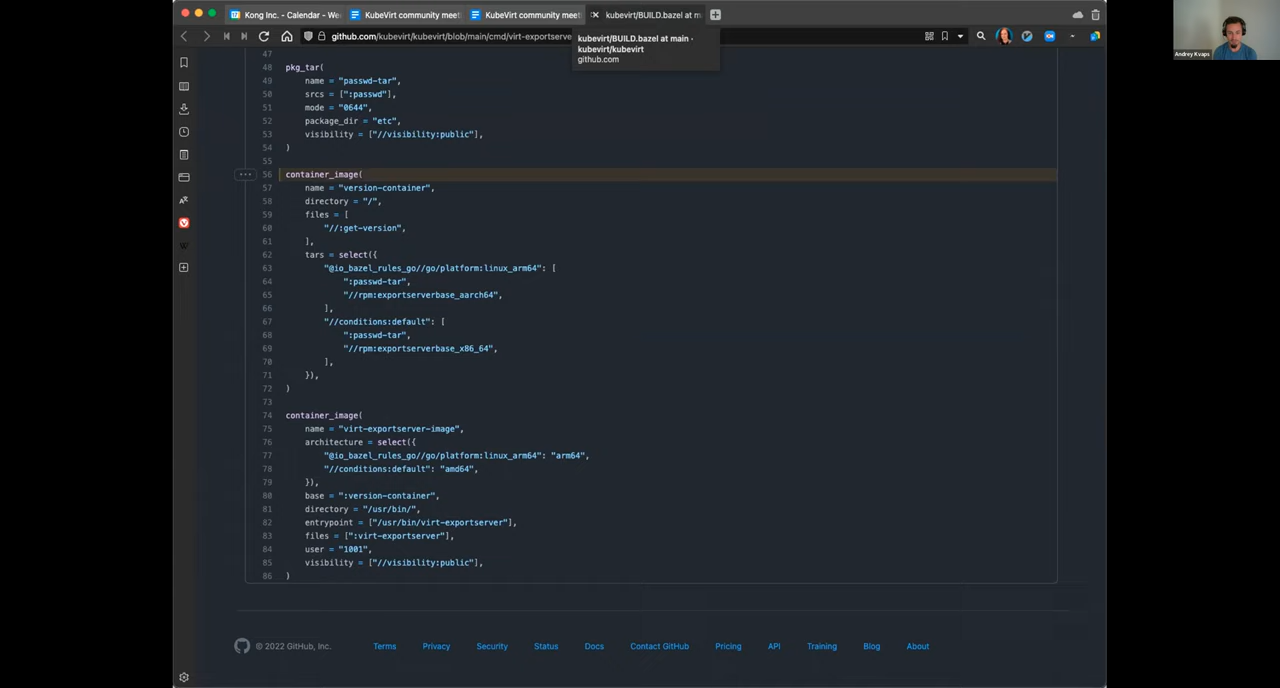 Kong Inc. - Calendar - We
KubeVirt community meet
KubeVirt community meet
kubevirt/BUILD.bazel at m
github.com/kubevirt/kubevirt/blob/main/cmd/virt-exportserve
kubevirt/BUILD.bazel at main ·
kubevirt/kubevirt
github.com
Andrey Kvaps
47
48 pkg_tar(
49 name = "passwd-tar",
50 srcs = [":passwd"],
51 mode = "0644",
52 package_dir = "etc",
53 visibility = ["//visibility:public"],
54 )
55
56 container_image(
57 name = "version-container",
58 directory = "/",
59 files = [
60 "//:get-version",
61 ],
62 tars = select({
63 "@io_bazel_rules_go//go/platform:linux_arm64": [
64 ":passwd-tar",
65 "//rpm:exportserverbase_aarch64",
66 ],
67 "//conditions:default": [
68 ":passwd-tar",
69 "//rpm:exportserverbase_x86_64",
70 ],
71 }),
72 )
73
74 container_image(
75 name = "virt-exportserver-image",
76 architecture = select({
77 "@io_bazel_rules_go//go/platform:linux_arm64": "arm64",
78 "//conditions:default": "amd64",
79 }),
80 base = ":version-container",
81 directory = "/usr/bin/",
82 entrypoint = ["/usr/bin/virt-exportserver"],
83 files = [":virt-exportserver"],
84 user = "1001",
85 visibility = ["//visibility:public"],
86 )
© 2022 GitHub, Inc. Terms Privacy Security Status Docs Contact GitHub Pricing API Training Blog About